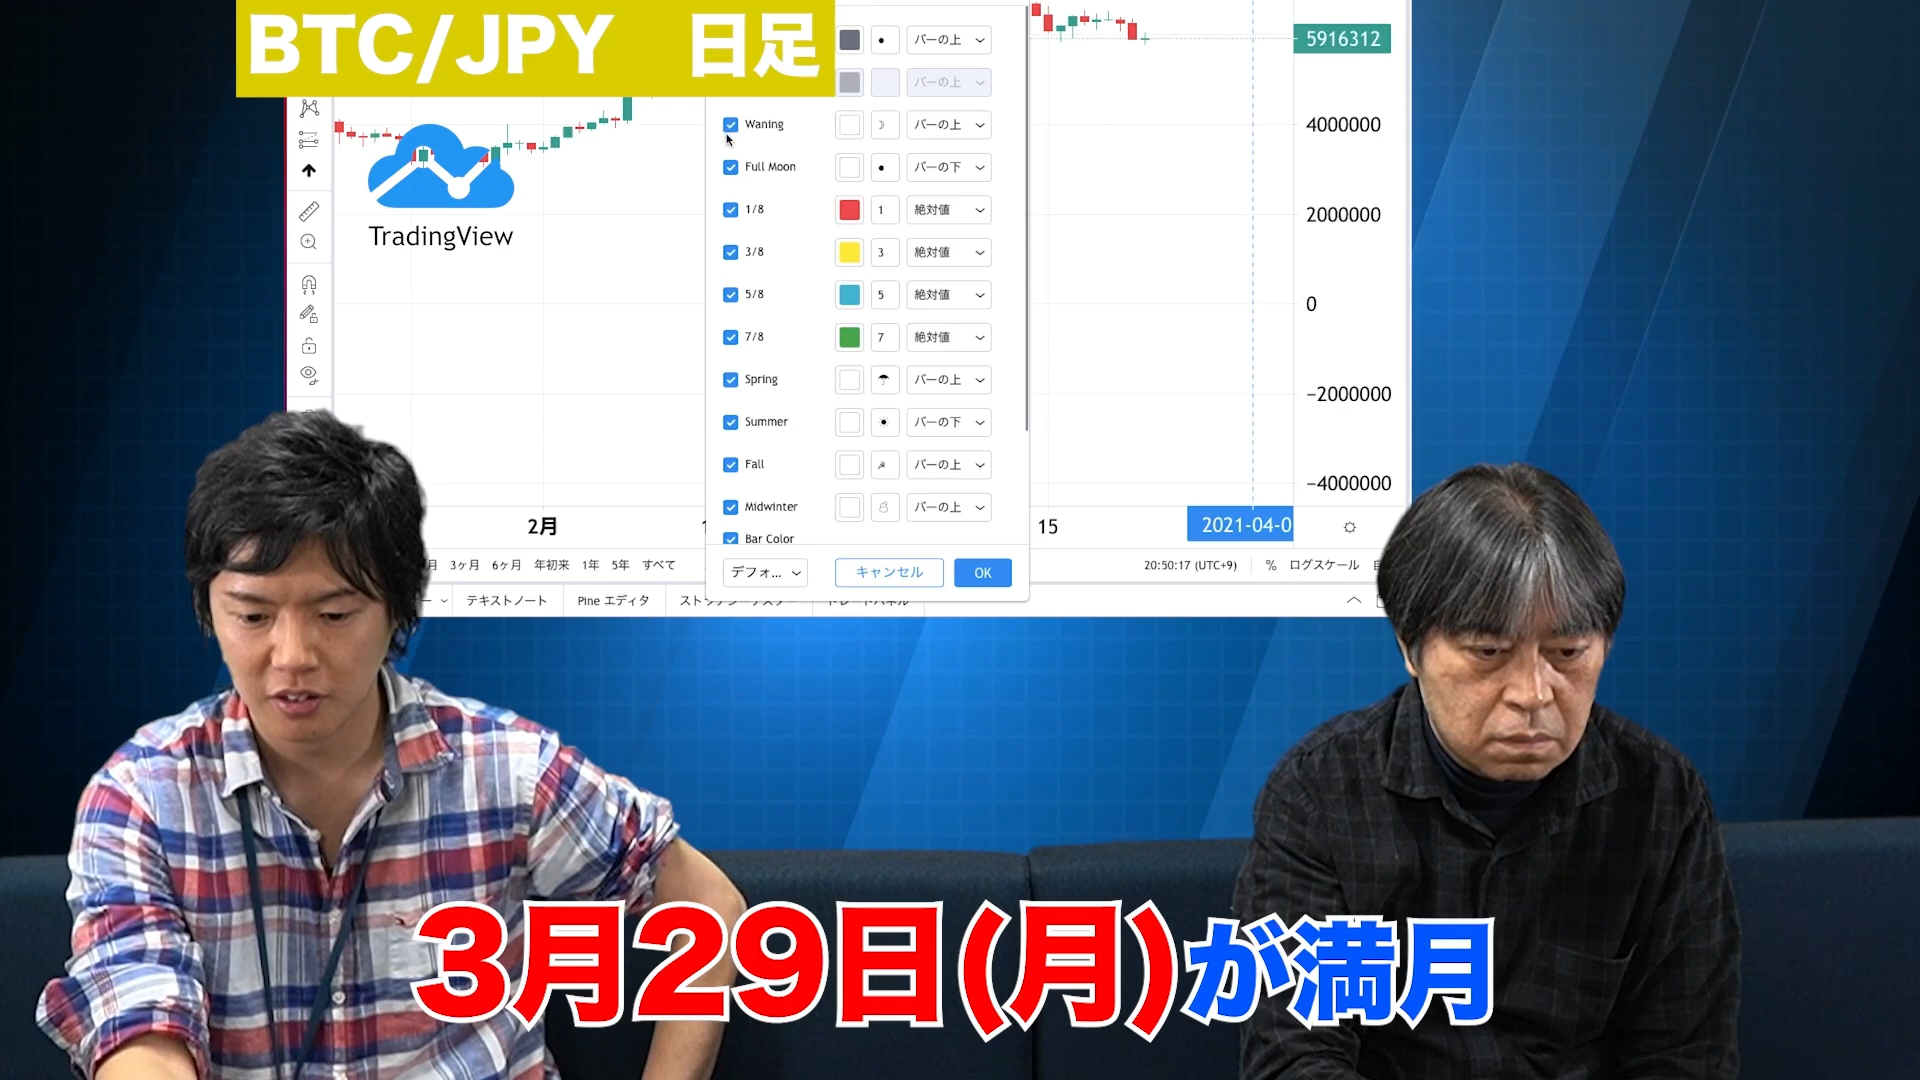 BTC/JPY 日足
バーの上
5916312
バーの上
Waning
バーの上
4000000
Full Moon
バーの下
1/8
1
絶対値
2000000
TradingView
3/8
3
絶対値
5/8
5
絶対値
0
7/8
7
絶対値
Spring
バーの上
-2000000
Summer
バーの下
Fall
バーの上
-4000000
Midwinter
バーの上
2月
15
2021-04-0
Bar Color
月 3ヶ月 6ヶ月 年初来 1年 5年 すべて
デフォ...
キャンセル
OK
20:50:17 (UTC+9)
%
ログスケール
テキストノート
Pine エディタ
3月29日(月)が満月